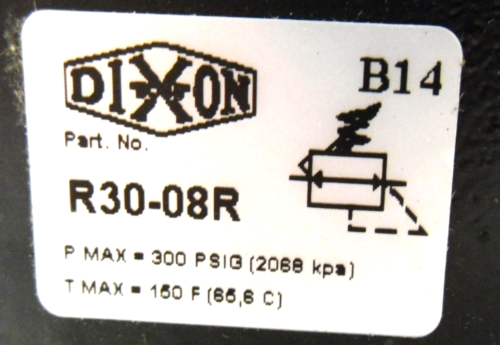 DIXON
B14
Part. No.
R30-08R
P MAX = 300 PSIG (2068 kpa)
T MAX = 150 F (65,6 C)